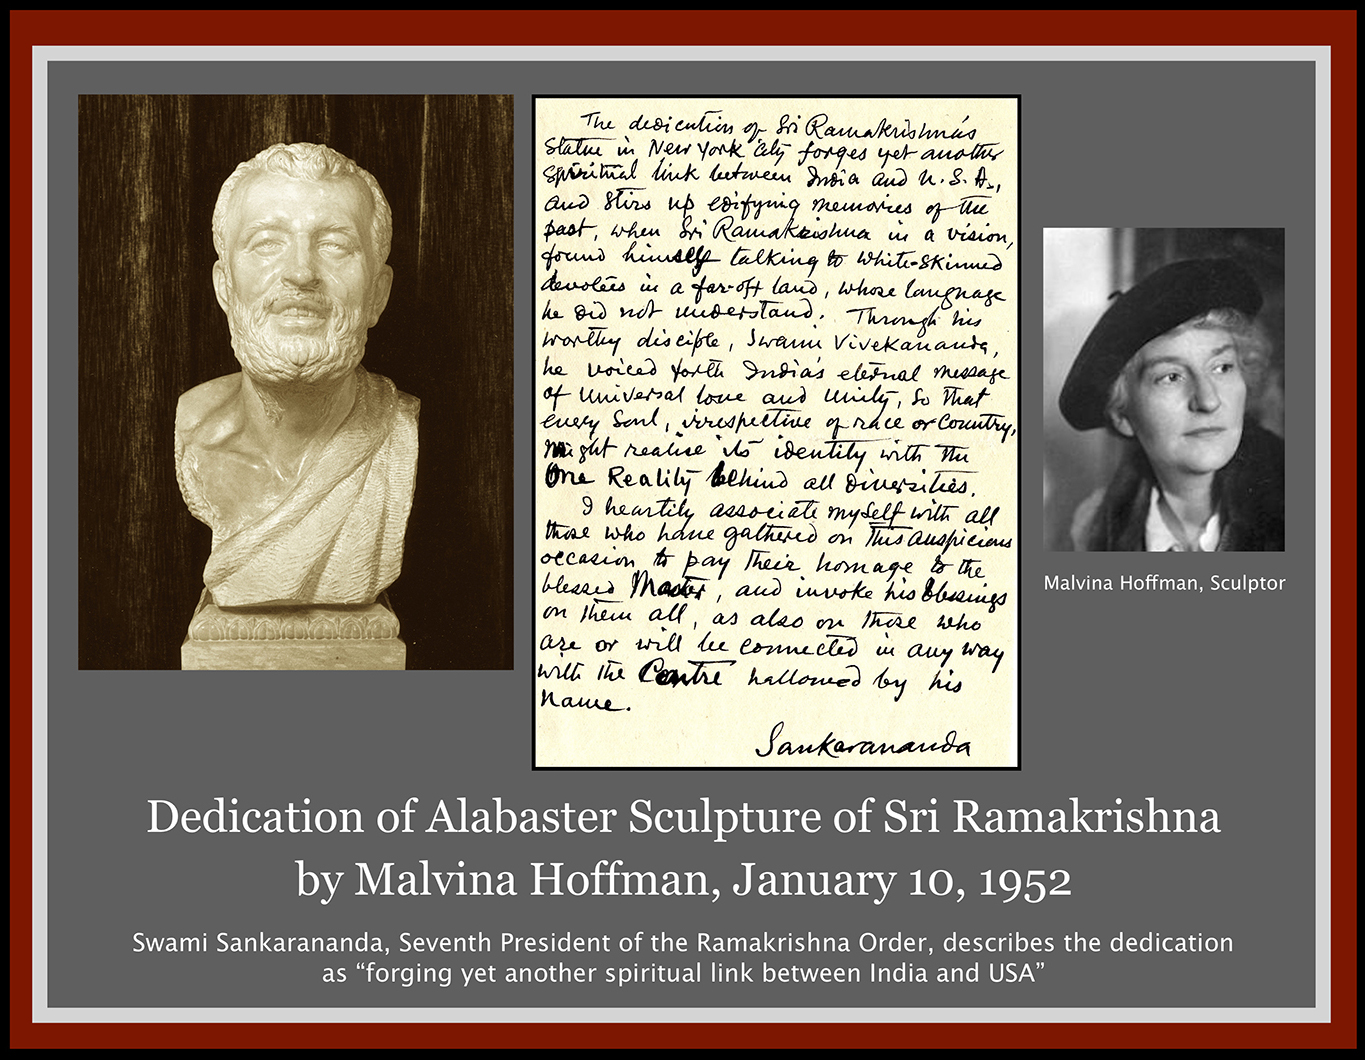 The dedication of Sri Ramakrishna's
Statue in New York City forges yet another
spiritual link between India and U.S.A.,
and stirs up edifying memories of the
past, when Sri Ramakrishna in a vision,
found himself talking to white-skinned
devotees in a far-off land, whose language
he did not understand. Through his
worthy disciple, Swami Vivekananda,
he voiced forth India's eternal message
of Universal love and Unity, so that
every Soul, irrespective of race or country,
might realise its identity with the
One Reality behind all diversities.
I heartily associate myself with all
those who have gathered on this auspicious
occasion to pay their homage to the
blessed Master, and invoke his blessings
on them all, as also on those who
are or will be connected in any way
with the Centre hallowed by his
name.
Sankarananda
Malvina Hoffman, Sculptor
Dedication of Alabaster Sculpture of Sri Ramakrishna
by Malvina Hoffman, January 10, 1952
Swami Sankarananda, Seventh President of the Ramakrishna Order, describes the dedication
as “forging yet another spiritual link between India and USA”